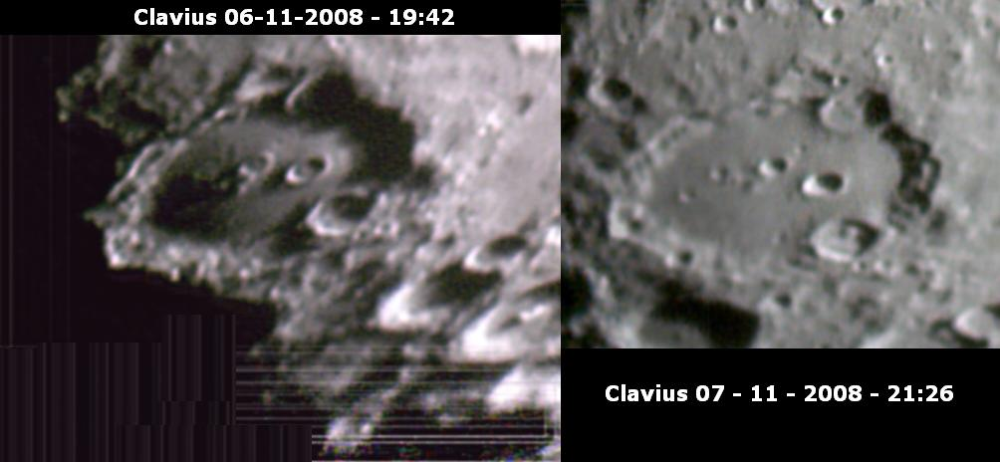 Clavius 06-11-2008 - 19:42
Clavius 07 - 11 - 2008 - 21:26